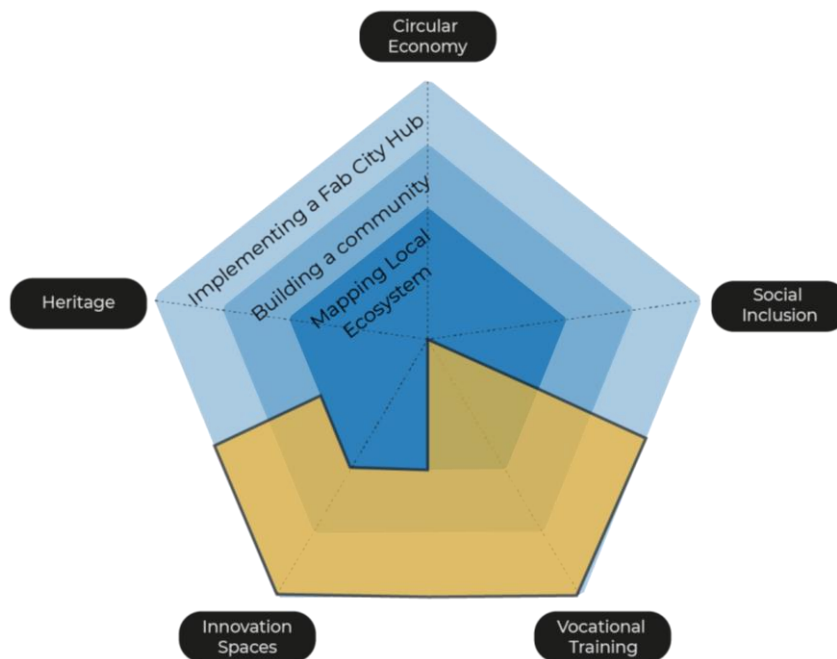 Circular
Economy
Implementing a Fab City Hub
Building a community
Mapping Local
Ecosystem
Heritage
Social
Inclusion
Innovation
Spaces
Vocational
Training